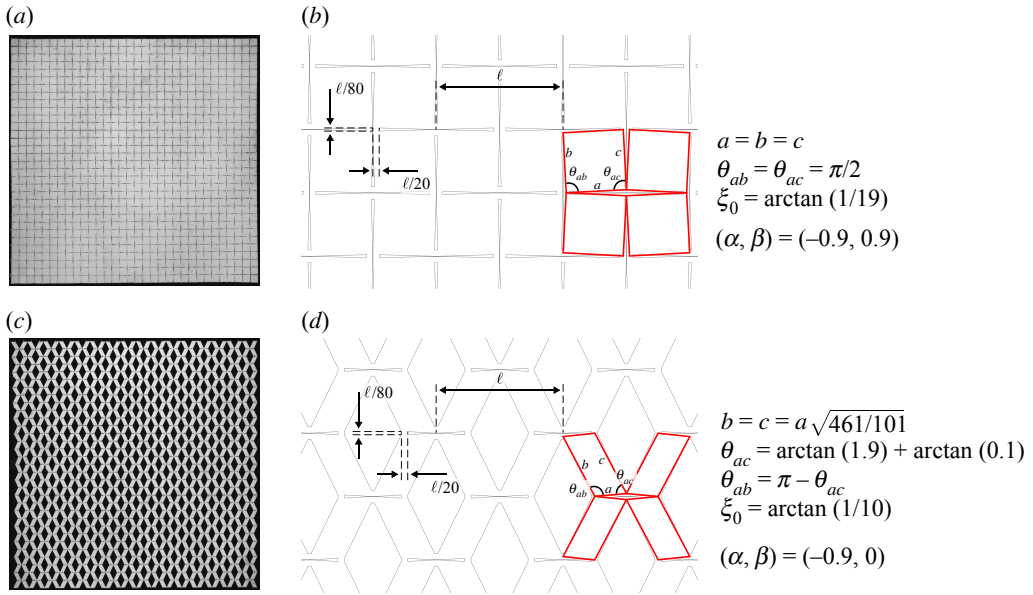 (a)
(b)
ℓ/80
ℓ
ℓ/20
b
c
θab
θac
a
a = b = c
θab = θac = π/2
ξ0 = arctan (1/19)
(α, β) = (–0.9, 0.9)
(c)
(d)
ℓ/80
ℓ
ℓ/20
b
c
θab
a
θac
b = c = a√461/101
θac = arctan (1.9) + arctan (0.1)
θab = π – θac
ξ0 = arctan (1/10)
(α, β) = (–0.9, 0)